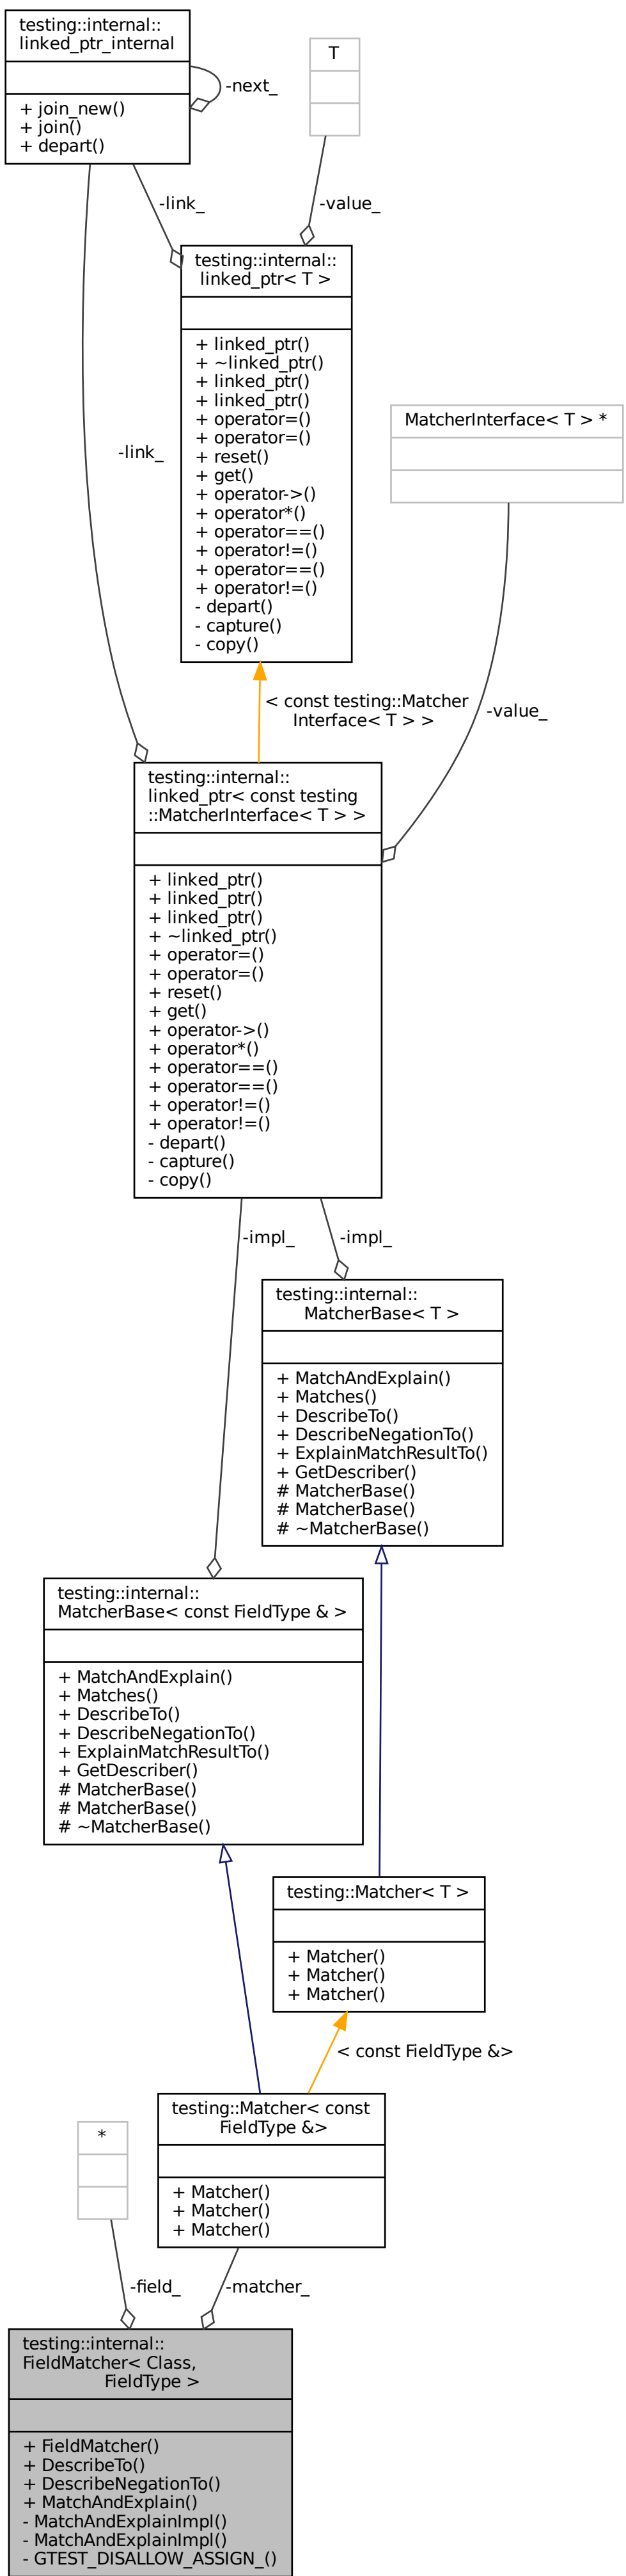 testing::internal::
linked_ptr_internal
+ join_new()
+ join()
+ depart()
-next_
T
-link_
-value_
testing::internal::
linked_ptr< T >
+ linked_ptr()
+ ~linked_ptr()
+ linked_ptr()
+ linked_ptr()
+ operator=()
+ operator=()
+ reset()
+ get()
+ operator->()
+ operator*()
+ operator==()
+ operator!=()
+ operator==()
+ operator!=()
- depart()
- capture()
- copy()
-link_
MatcherInterface< T > *
< const testing::Matcher
Interface< T > >
-value_
testing::internal::
linked_ptr< const testing
::MatcherInterface< T > >
+ linked_ptr()
+ linked_ptr()
+ linked_ptr()
+ ~linked_ptr()
+ operator=()
+ operator=()
+ reset()
+ get()
+ operator->()
+ operator*()
+ operator==()
+ operator==()
+ operator!=()
+ operator!=()
- depart()
- capture()
- copy()
-impl_
-impl_
testing::internal::
MatcherBase< T >
+ MatchAndExplain()
+ Matches()
+ DescribeTo()
+ DescribeNegationTo()
+ ExplainMatchResultTo()
+ GetDescriber()
# MatcherBase()
# MatcherBase()
# ~MatcherBase()
testing::internal::
MatcherBase< const FieldType & >
+ MatchAndExplain()
+ Matches()
+ DescribeTo()
+ DescribeNegationTo()
+ ExplainMatchResultTo()
+ GetDescriber()
# MatcherBase()
# MatcherBase()
# ~MatcherBase()
testing::Matcher< T >
+ Matcher()
+ Matcher()
+ Matcher()
< const FieldType &>
testing::Matcher< const
FieldType &>
+ Matcher()
+ Matcher()
+ Matcher()
*
-field_
-matcher_
testing::internal::
FieldMatcher< Class,
FieldType >
+ FieldMatcher()
+ DescribeTo()
+ DescribeNegationTo()
+ MatchAndExplain()
- MatchAndExplainImpl()
- MatchAndExplainImpl()
- GTEST_DISALLOW_ASSIGN_()